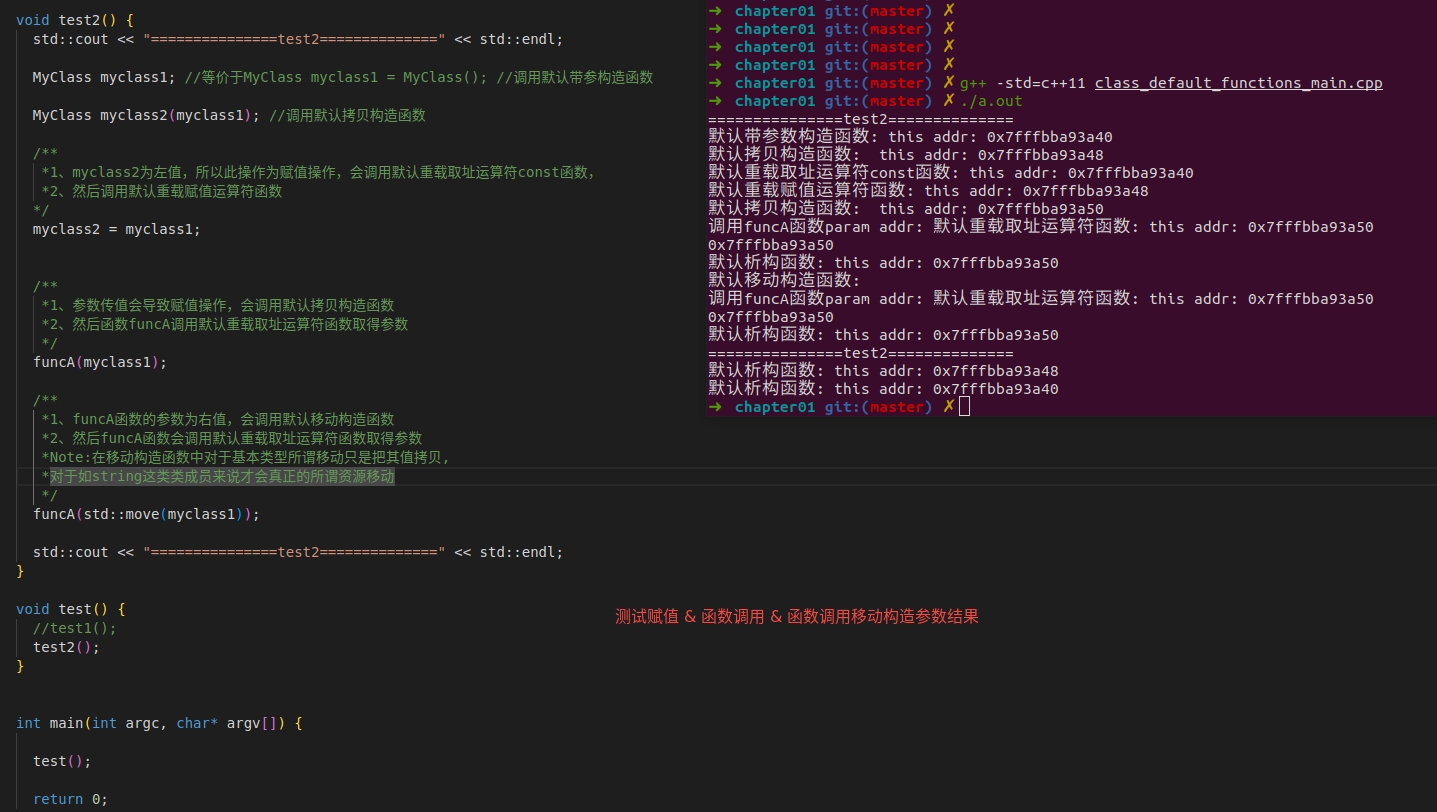 void test2() {
std::cout << "===============test2==============" << std::endl;
MyClass myclass1; //等价于MyClass myclass1 = MyClass(); //调用默认带参构造函数
MyClass myclass2(myclass1); //调用默认拷贝构造函数
/**
*1、myclass2为左值，所以此操作为赋值操作，会调用默认重载取址运算符const函数，
*2、然后调用默认重载赋值运算符函数
*/
myclass2 = myclass1;
/**
*1、参数传值会导致赋值操作，会调用默认拷贝构造函数
*2、然后函数funcA调用默认重载取址运算符函数取得参数
*/
funcA(myclass1);
/**
*1、funcA函数的参数为右值，会调用默认移动构造函数
*2、然后funcA函数会调用默认重载取址运算符函数取得参数
*Note:在移动构造函数中对于基本类型所谓移动只是把其值拷贝，
*对于如string这类类成员来说才会真正的所谓资源移动
*/
funcA(std::move(myclass1));
std::cout << "===============test2==============" << std::endl;
}
void test() {
//test1();
test2();
}
int main(int argc, char* argv[]) {
test();
return 0;
➜ chapter01 git:(master) ✗
➜ chapter01 git:(master) ✗
➜ chapter01 git:(master) ✗
➜ chapter01 git:(master) ✗
➜ chapter01 git:(master) ✗ g++ -std=c++11 class_default_functions_main.cpp
➜ chapter01 git:(master) ✗ ./a.out
===============test2==============
默认带参数构造函数: this addr: 0x7fffbba93a40
默认拷贝构造函数:  this addr: 0x7fffbba93a48
默认重载取址运算符const函数: this addr: 0x7fffbba93a40
默认重载赋值运算符函数: this addr: 0x7fffbba93a48
默认拷贝构造函数:  this addr: 0x7fffbba93a50
调用funcA函数param addr: 默认重载取址运算符函数: this addr: 0x7fffbba93a50
0x7fffbba93a50
默认析构函数: this addr: 0x7fffbba93a50
默认移动构造函数:
调用funcA函数param addr: 默认重载取址运算符函数: this addr: 0x7fffbba93a50
0x7fffbba93a50
默认析构函数: this addr: 0x7fffbba93a50
===============test2==============
默认析构函数: this addr: 0x7fffbba93a48
默认析构函数: this addr: 0x7fffbba93a40
➜ chapter01 git:(master) ✗
测试赋值 & 函数调用 & 函数调用移动构造参数结果